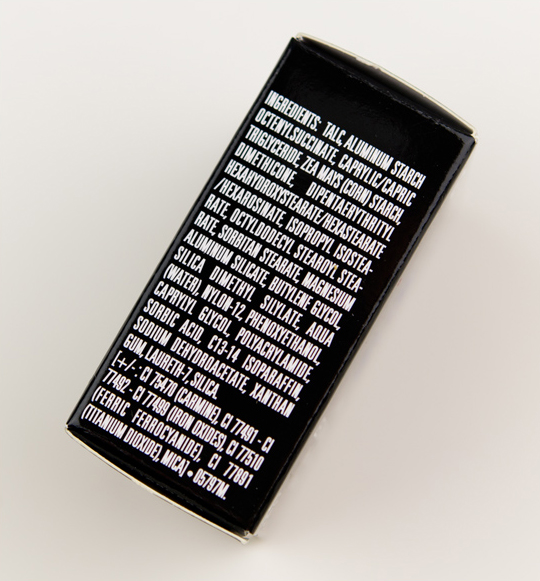 INGREDIENTS: TALC, ALUMINUM STARCH
OCTENYLSUCCINATE, CAPRYLIC/CAPRIC
TRIGLYCERIDE, ZEA MAYS (CORN) STARCH,
DIMETHICONE, DIPENTAERYTHRITYL
HEXAHYDROXYSTEARATE/HEXASTEARATE
/HEXAROSINATE, ISOPROPYL ISOSTEA-
RATE, OCTYLDODECYL STEAROYL STEA-
RATE, SORBITAN STEARATE, MAGNESIUM
ALUMINUM SILICATE, BUTYLENE GLYCOL,
SILICA DIMETHYL SILYLATE, AQUA
(WATER), NYLON-12, PHENOXYETHANOL,
CAPRYLYL GLYCOL, POLYACRYLAMIDE,
SORBIC ACID, C13-14 ISOPARAFFIN,
SODIUM DEHYDROACETATE, XANTHAN
GUM, LAURETH-7, SILICA.
[+/-: CI 75470 (CARMINE), CI 77491 - CI
77492 - CI 77499 (IRON OXIDES), CI 77510
(FERRIC FERROCYANIDE), CI 77891
(TITANIUM DIOXIDE), MICA] • 05797M.